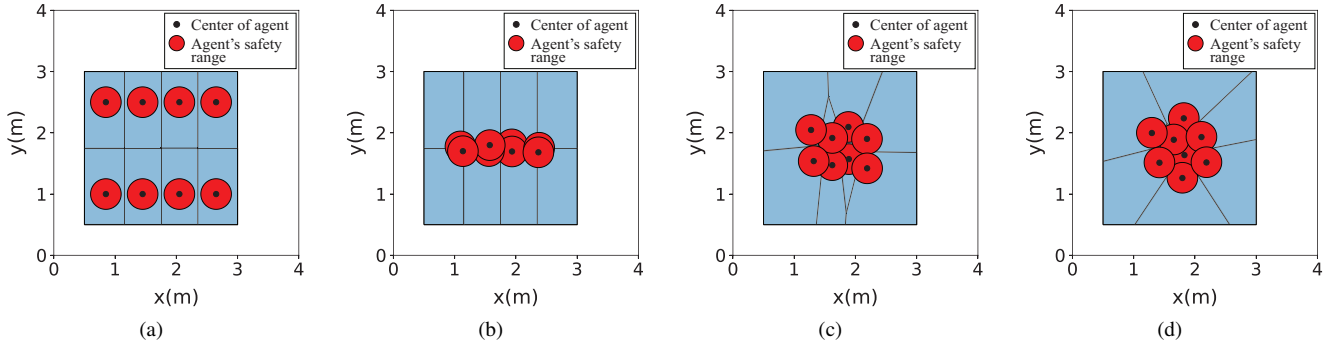 4
3
2
1
0
y(m)
0 1 2 3 4
x(m)
Center of agent
Agent's safety
range
(a)
4
3
2
1
0
y(m)
0 1 2 3 4
x(m)
Center of agent
Agent's safety
range
(b)
4
3
2
1
0
y(m)
0 1 2 3 4
x(m)
Center of agent
Agent's safety
range
(c)
4
3
2
1
0
y(m)
0 1 2 3 4
x(m)
Center of agent
Agent's safety
range
(d)